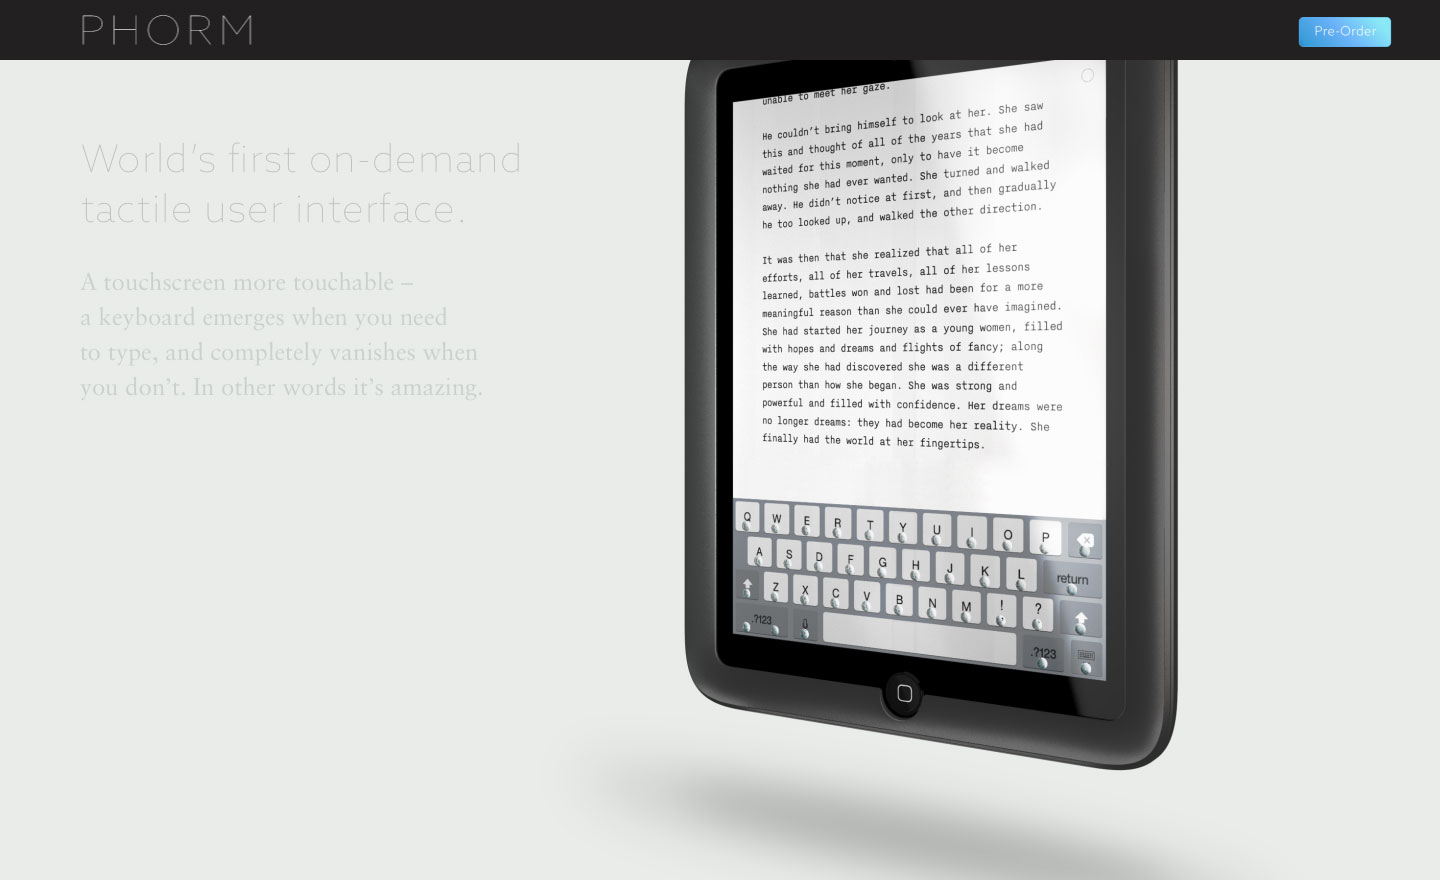 PHORM
Pre-Order
World's first on-demand
tactile user interface.
A touchscreen more touchable –
a keyboard emerges when you need
to type, and completely vanishes when
you don't. In other words it's amazing.
unable to meet her gaze.
He couldn't bring himself to look at her. She saw
this and thought of all of the years that she had
waited for this moment, only to have it become
nothing she had ever wanted. She turned and walked
away. He didn't notice at first, and then gradually
he too looked up, and walked the other direction.
It was then that she realized that all of her
efforts, all of her travels, all of her lessons
learned, battles won and lost had been for a more
meaningful reason than she could ever have imagined.
She had started her journey as a young women, filled
with hopes and dreams and flights of fancy; along
the way she had discovered she was a different
person than how she began. She was strong and
powerful and filled with confidence. Her dreams were
no longer dreams: they had become her reality. She
finally had the world at her fingertips.
Q W E R T Y U I O P
A S D F G H J K L return
Z X C V B N M ! ?
.?123 .?123